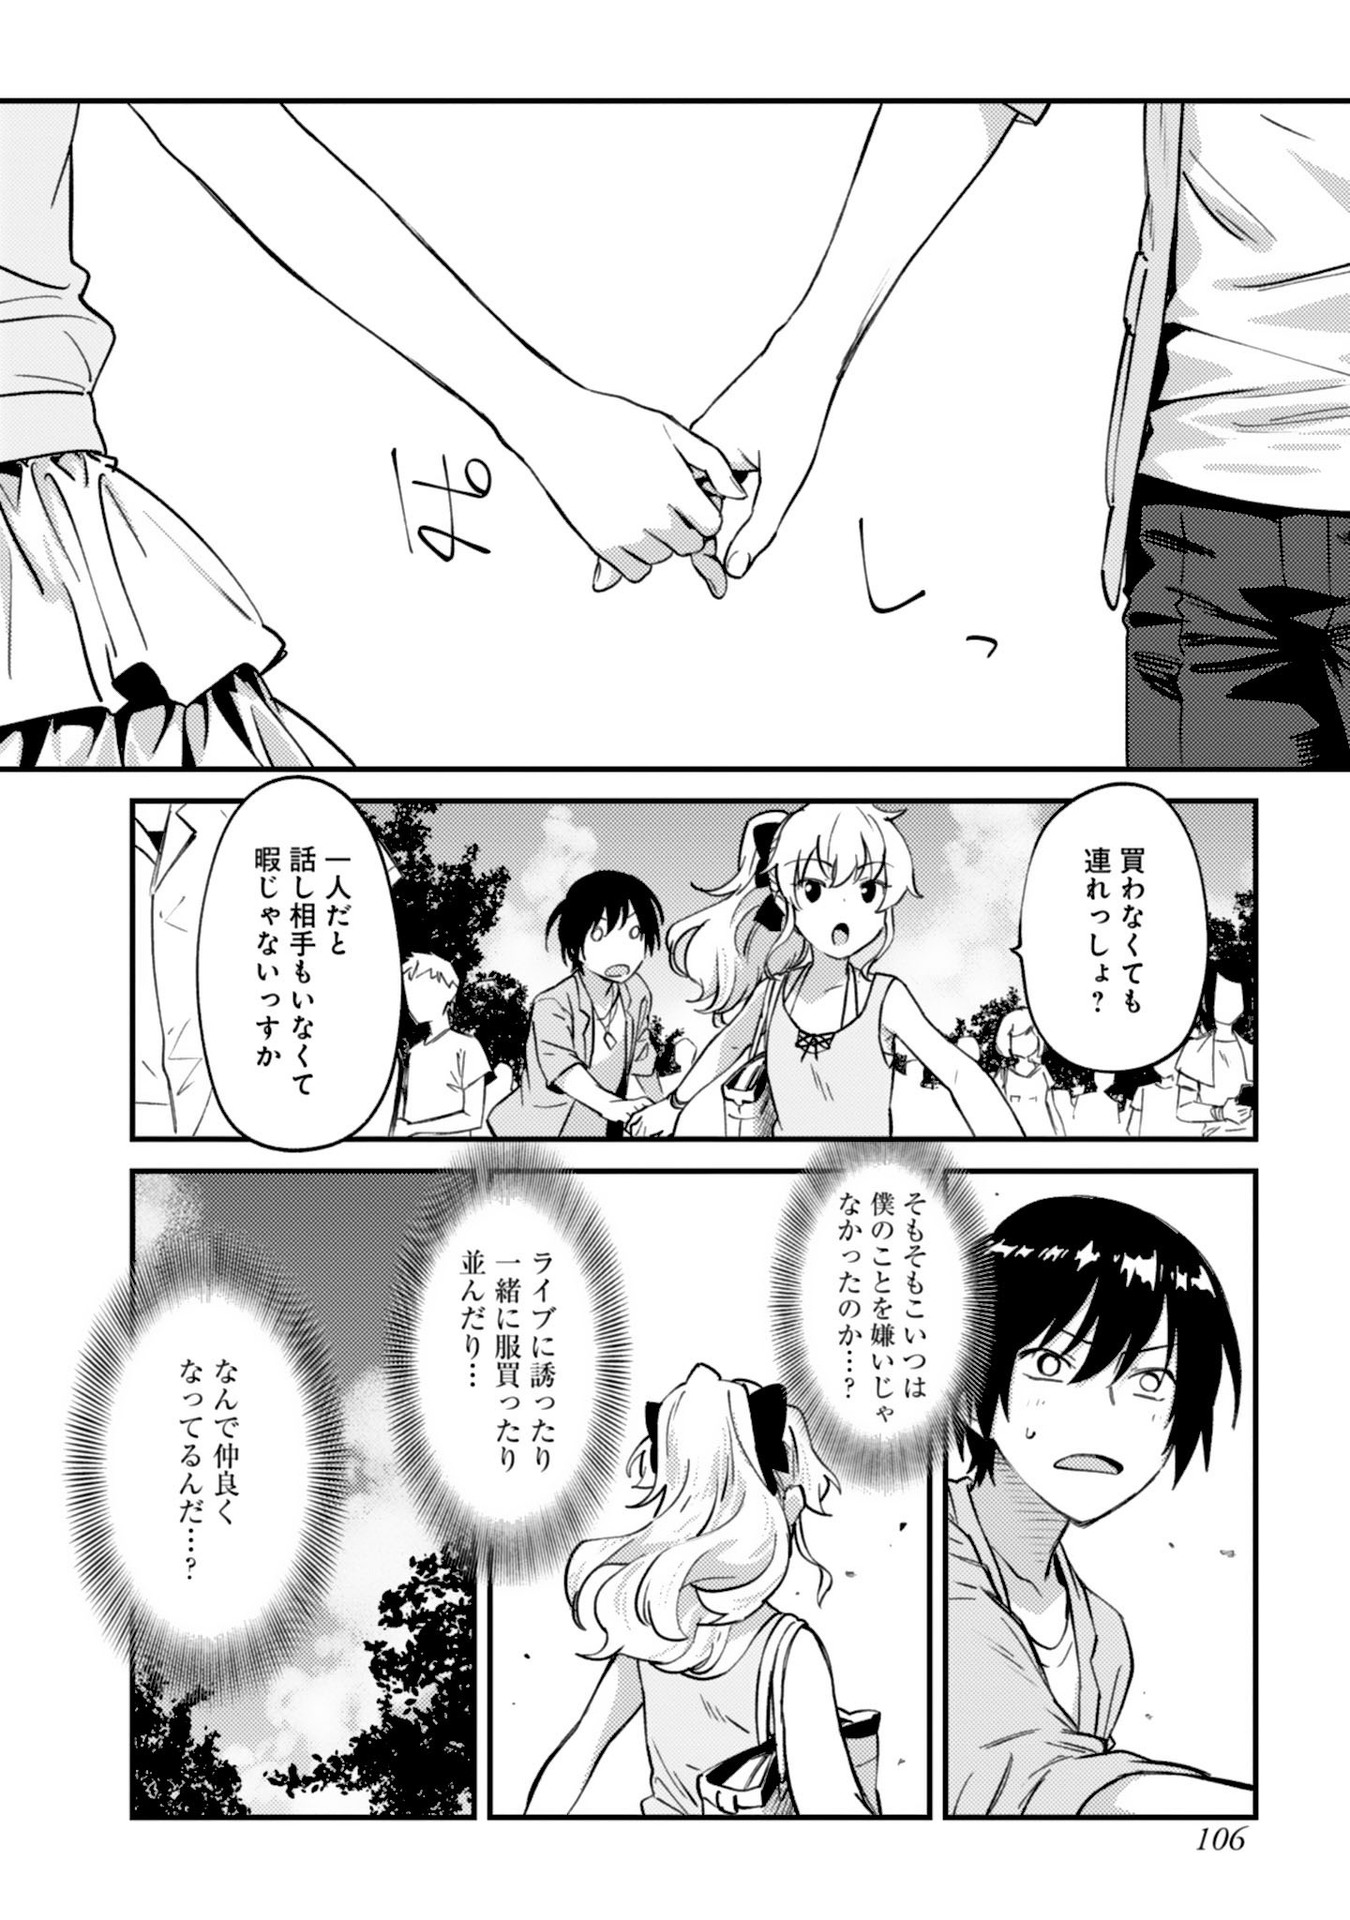 ぱしっ
買わなくても
連れっしょ?
一人だと
話し相手もいなくて
暇じゃないっすか
そもそもこいつは
僕のことを嫌いじゃ
なかったのか…?
ライブに誘ったり
一緒に服買ったり
並んだり…
なんで仲良く
なってるんだ…?
106